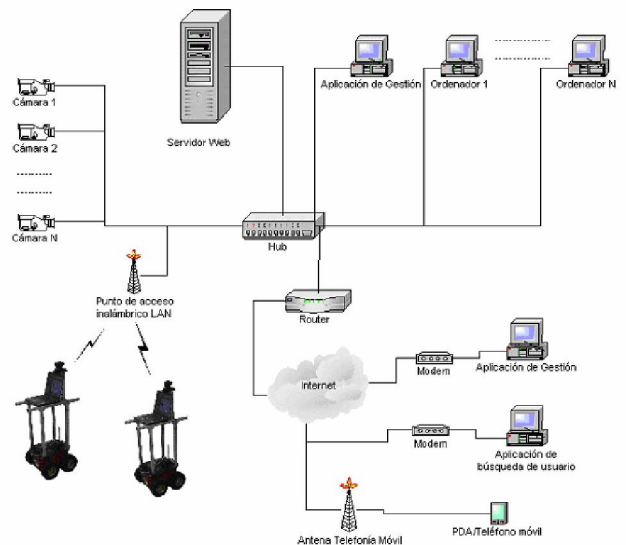 Cámara 1
Cámara 2
Cámara N
Servidor Web
Aplicación de Gestión
Ordenador 1
Ordenador N
Hub
Punto de acceso
inalámbrico LAN
Router
Internet
Modem
Aplicación de Gestión
Modem
Aplicación de
búsqueda de usuario
Antena Telefonía Móvil
PDA/Teléfono móvil